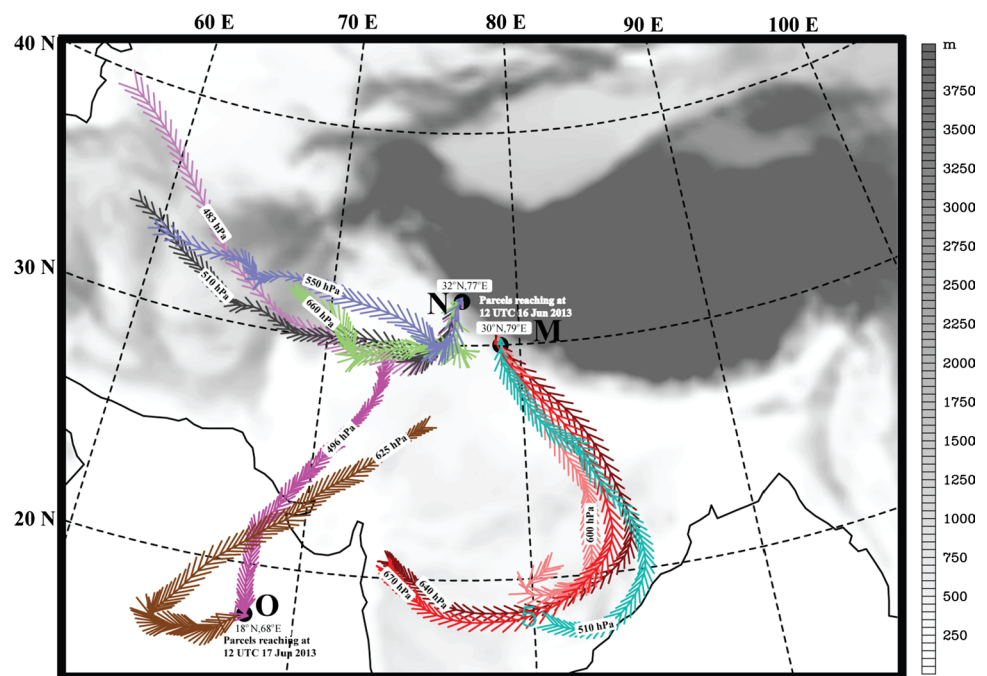 60 E 70 E 80 E 90 E 100 E
40 N
m
3750
3500
3250
3000
2750
2500
2250
2000
1750
1500
1250
1000
750
500
250
30 N
20 N
483 hPa
510 hPa
550 hPa
660 hPa
N
32°N,77°E
Parcels reaching at
12 UTC 16 Jun 2013
30°N,79°E
M
496 hPa
625 hPa
600 hPa
670 hPa
640 hPa
510 hPa
O
18°N,68°E
Parcels reaching at
12 UTC 17 Jun 2013